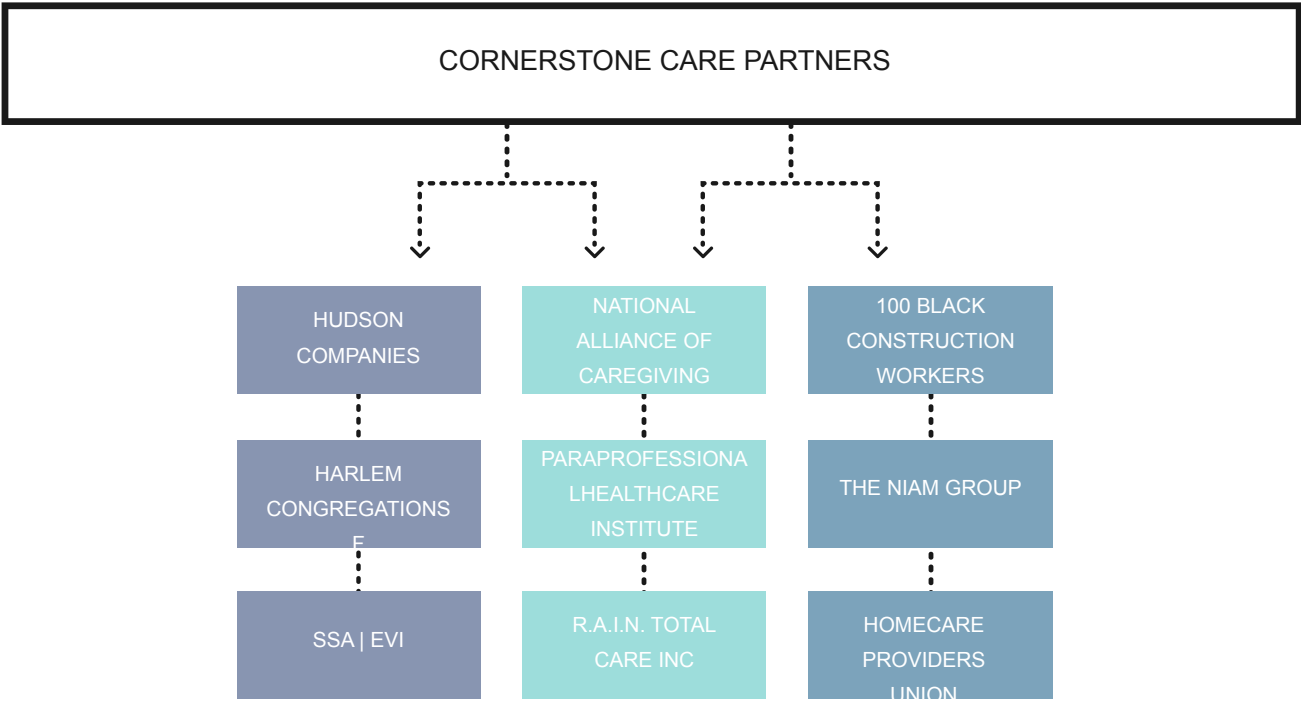 CORNERSTONE CARE PARTNERS
HUDSON
COMPANIES
NATIONAL
ALLIANCE OF
CAREGIVING
100 BLACK
CONSTRUCTION
WORKERS
HARLEM
CONGREGATIONS
F
PARAPROFESSIONA
LHEALTHCARE
INSTITUTE
THE NIAM GROUP
SSA | EVI
R.A.I.N. TOTAL
CARE INC
HOMECARE
PROVIDERS
UNION